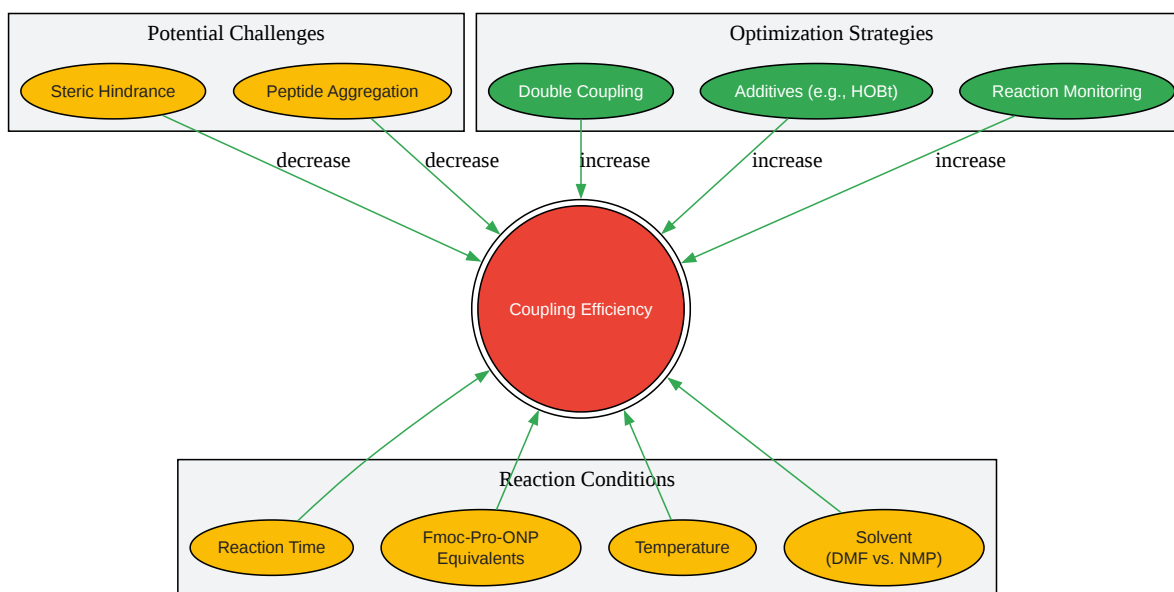 Potential Challenges
Optimization Strategies
Steric Hindrance
Peptide Aggregation
Double Coupling
Additives (e.g., HOBt)
Reaction Monitoring
decrease
decrease
increase
increase
increase
Coupling Efficiency
Reaction Conditions
Reaction Time
Fmoc-Pro-ONP
Equivalents
Temperature
Solvent
(DMF vs. NMP)